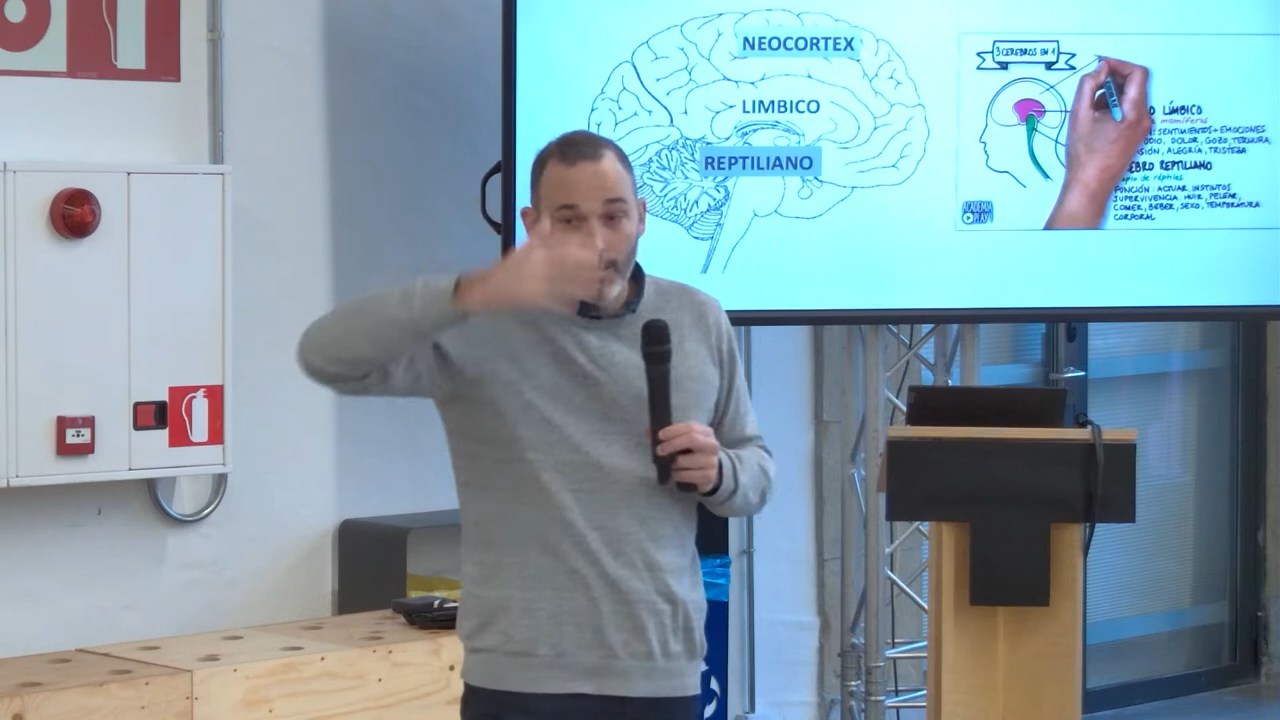 NEOCORTEX
LIMBICO
REPTILIANO
3 CEREBROS EN 1
LÍMBICO
mamíferos
SENTIMIENTOS + EMOCIONES
ODIO, DOLOR, GOZO, TERNURA,
ALEGRÍA, TRISTEZA
REPTILIANO
de réptiles
FUNCIÓN: ACTUAR, INSTINTOS
SUPERVIVENCIA HUIR, PELEAR,
COMER, BEBER, SEXO, TEMPERATURA
CORPORAL
ACADEMIA
PLAY